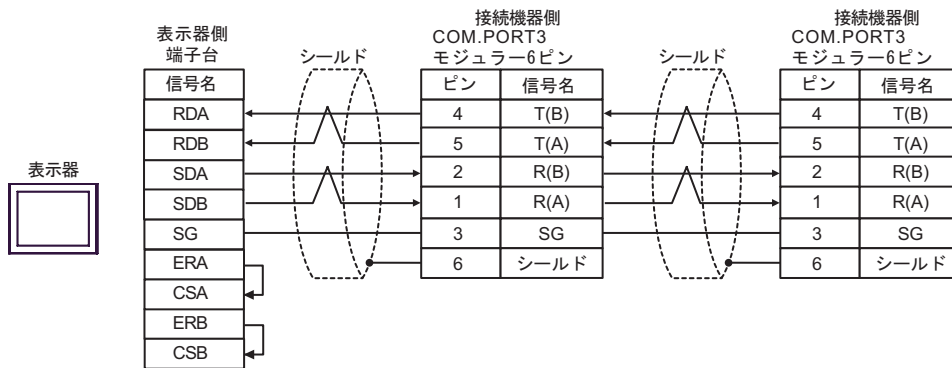 表示器側
端子台
シールド
接続機器側
COM.PORT3
モジュラー6ピン
シールド
接続機器側
COM.PORT3
モジュラー6ピン
信号名 ピン 信号名 ピン 信号名
RDA 4 T(B) 4 T(B)
RDB 5 T(A) 5 T(A)
表示器
SDA 2 R(B) 2 R(B)
SDB 1 R(A) 1 R(A)
SG 3 SG 3 SG
ERA 6 シールド 6 シールド
CSA
ERB
CSB